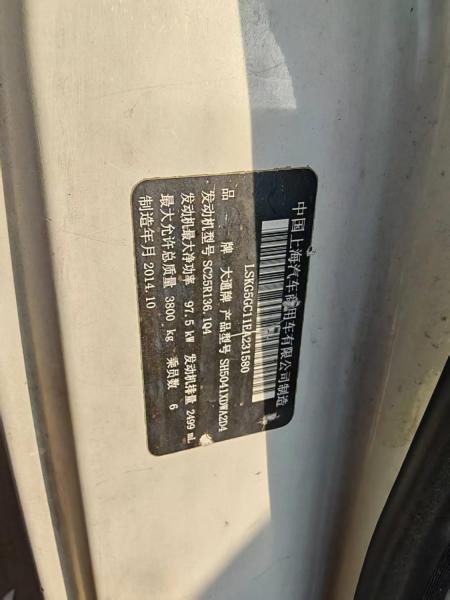 中国上海汽车商用车有限公司制造
LSKG5GC11EA231580
品 牌 大通牌 产品型号 SH5041XDWA2D4
发动机型号 SC25R136.1Q4
发动机最大净功率 97.5 kW 发动机排量 2499 mL
最大允许总质量 3800 kg 乘员数 6
制造年月 2014.10